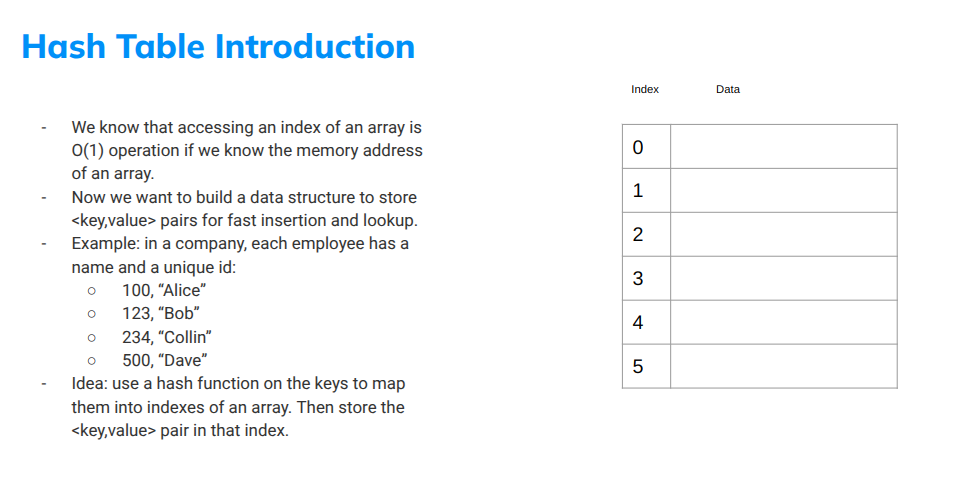 Hash Table Introduction
- We know that accessing an index of an array is
O(1) operation if we know the memory address
of an array.
- Now we want to build a data structure to store
<key,value> pairs for fast insertion and lookup.
- Example: in a company, each employee has a
name and a unique id:
○ 100, “Alice”
○ 123, “Bob”
○ 234, “Collin”
○ 500, “Dave”
- Idea: use a hash function on the keys to map
them into indexes of an array. Then store the
<key,value> pair in that index.
Index Data
0
1
2
3
4
5